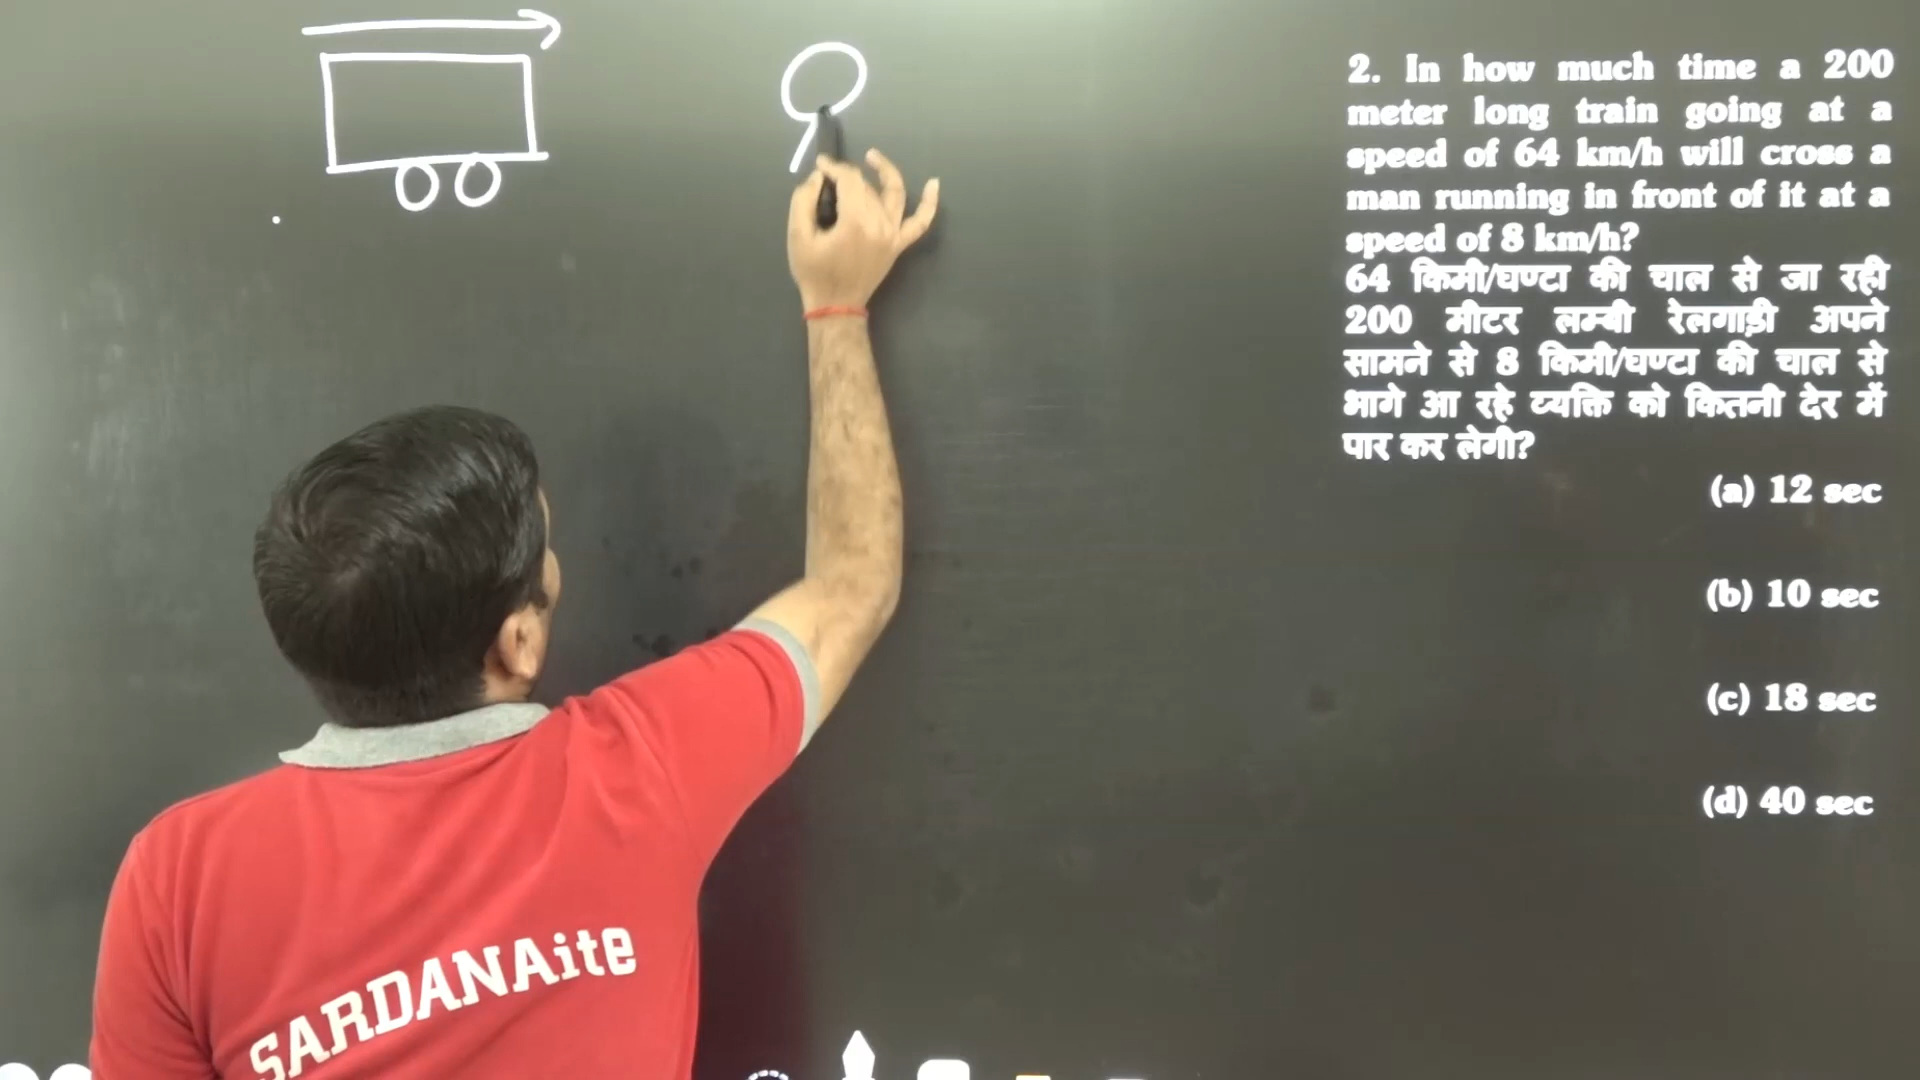 2. In how much time a 200
meter long train going at a
speed of 64 km/h will cross a
man running in front of it at a
speed of 8 km/h?
64 किमी/घण्टा की चाल से जा रही
200 मीटर लम्बी रेलगाड़ी अपने
सामने से 8 किमी/घण्टा की चाल से
भागे आ रहे व्यक्ति को कितनी देर में
पार कर लेगी?
(a) 12 sec
(b) 10 sec
(c) 18 sec
(d) 40 sec
SARDANAite